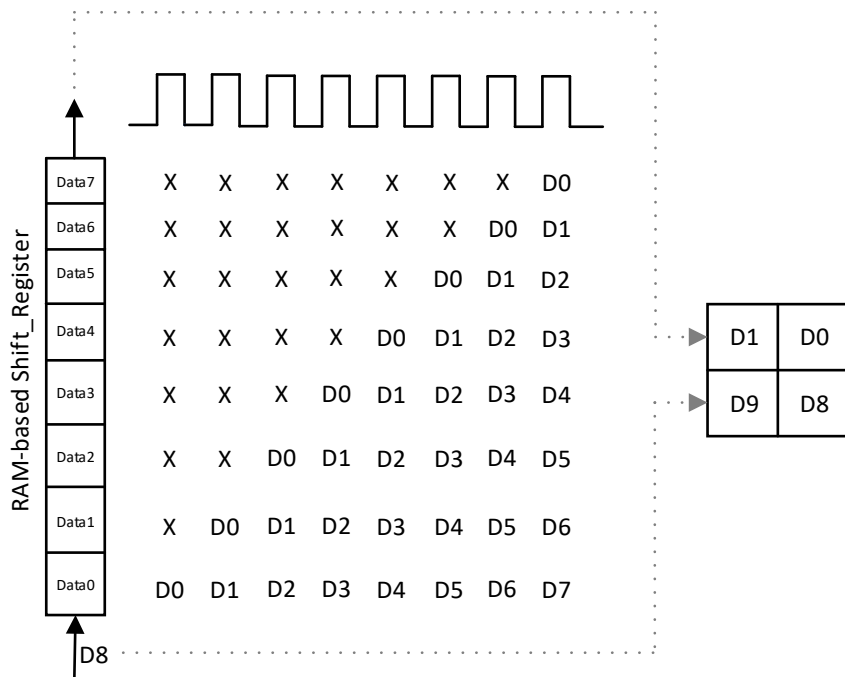 RAM-based Shift_Register
Data7 X X X X X X X D0
Data6 X X X X X X D0 D1
Data5 X X X X X D0 D1 D2
Data4 X X X X D0 D1 D2 D3
Data3 X X X D0 D1 D2 D3 D4
Data2 X X D0 D1 D2 D3 D4 D5
Data1 X D0 D1 D2 D3 D4 D5 D6
Data0 D0 D1 D2 D3 D4 D5 D6 D7
D8
D1 D0
D9 D8